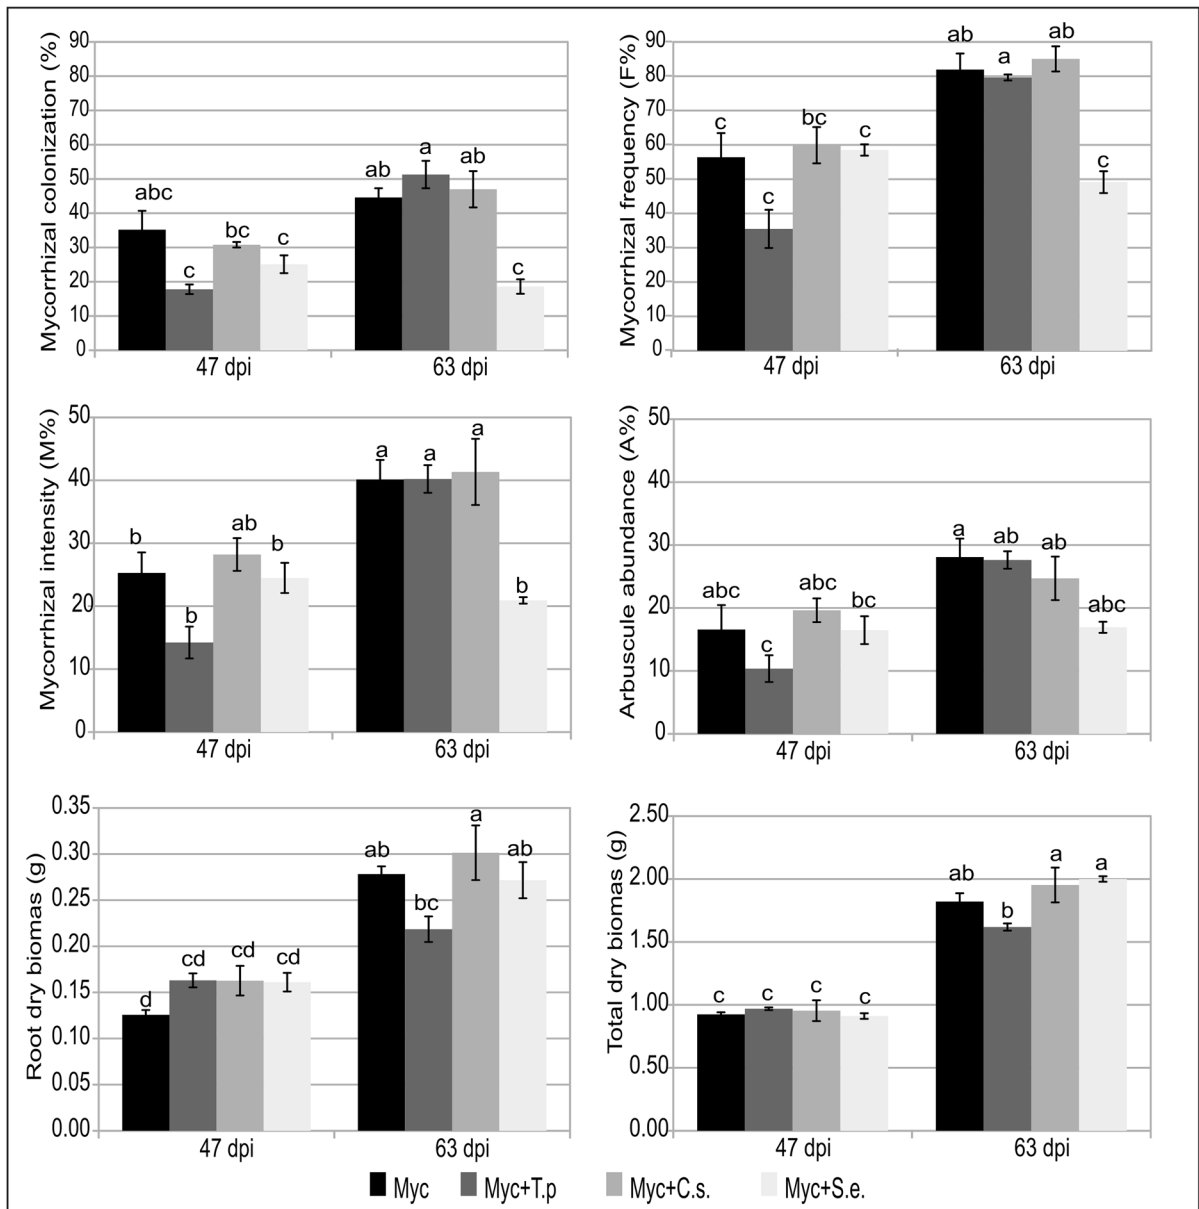 Mycorrhizal colonization (%)
90
80
70
60
50
40
30
20
10
0
abc
c
bc
c
ab
a
ab
c
47 dpi
63 dpi
Mycorrhizal frequency (F%)
90
80
70
60
50
40
30
20
10
0
c
c
bc
c
ab
a
ab
c
47 dpi
63 dpi
Mycorrhizal intensity (M%)
50
40
30
20
10
0
b
b
ab
b
a
a
a
b
47 dpi
63 dpi
Arbuscule abundance (A%)
50
40
30
20
10
0
abc
c
abc
bc
a
ab
ab
abc
47 dpi
63 dpi
Root dry biomas (g)
0.35
0.30
0.25
0.20
0.15
0.10
0.05
0.00
d
cd
cd
cd
ab
bc
a
ab
47 dpi
63 dpi
Total dry biomas (g)
2.50
2.00
1.50
1.00
0.50
0.00
c
c
c
c
ab
b
a
a
47 dpi
63 dpi
Myc
Myc+T.p
Myc+C.s.
Myc+S.e.